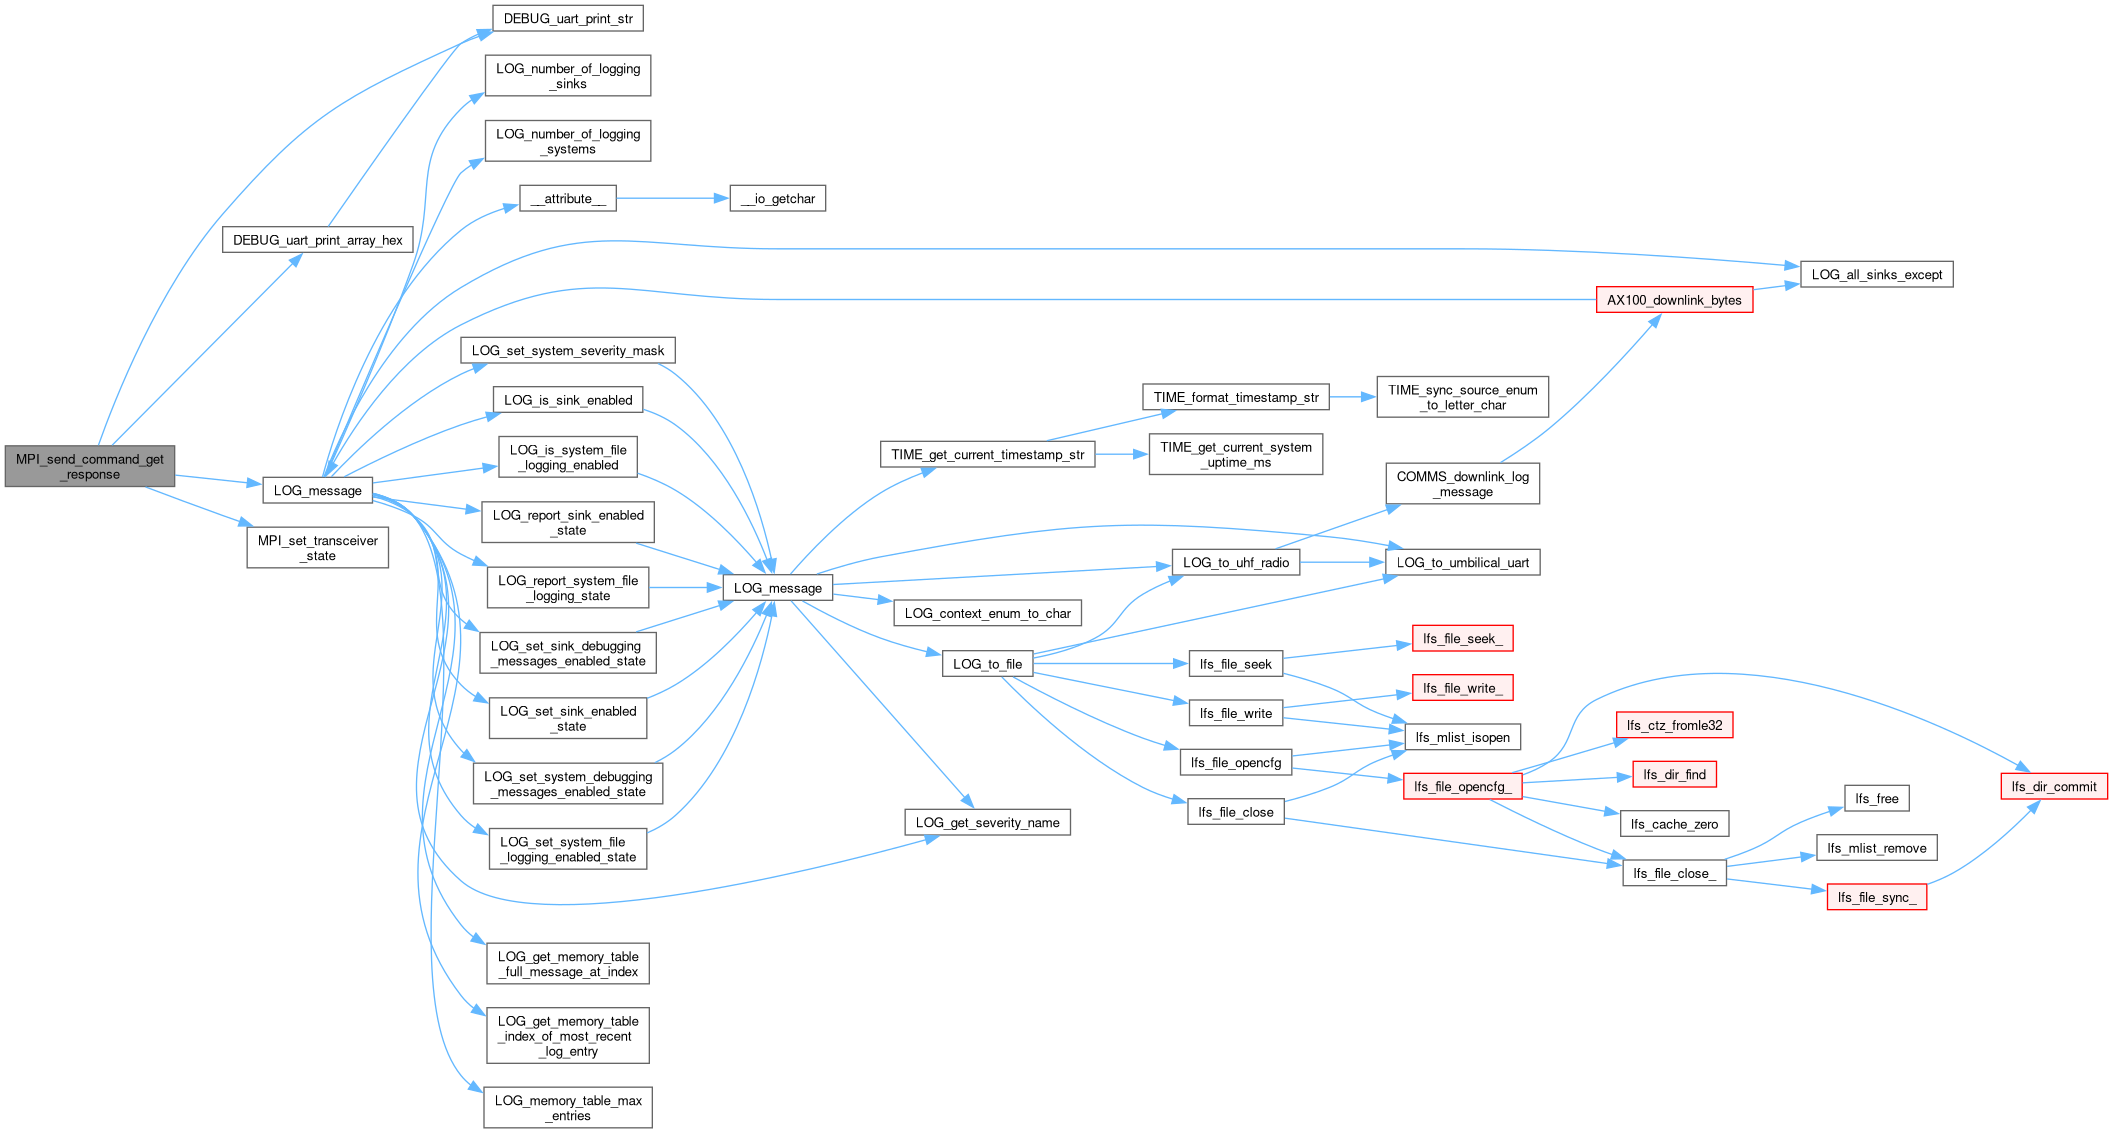 DEBUG_uart_print_str
LOG_number_of_logging
_sinks
LOG_number_of_logging
_systems
__attribute__
__io_getchar
DEBUG_uart_print_array_hex
LOG_all_sinks_except
AX100_downlink_bytes
LOG_set_system_severity_mask
LOG_is_sink_enabled
TIME_format_timestamp_str
TIME_sync_source_enum
_to_letter_char
LOG_is_system_file
_logging_enabled
TIME_get_current_timestamp_str
TIME_get_current_system
_uptime_ms
MPI_send_command_get
_response
LOG_message
COMMS_downlink_log
_message
LOG_report_sink_enabled
_state
MPI_set_transceiver
_state
LOG_to_uhf_radio
LOG_to_umbilical_uart
LOG_report_system_file
_logging_state
LOG_message
LOG_context_enum_to_char
LOG_set_sink_debugging
_messages_enabled_state
LOG_to_file
lfs_file_seek
lfs_file_seek_
LOG_set_sink_enabled
_state
lfs_file_write
lfs_file_write_
lfs_mlist_isopen
lfs_ctz_fromle32
LOG_set_system_debugging
_messages_enabled_state
lfs_file_opencfg
lfs_file_opencfg_
lfs_dir_find
lfs_dir_commit
lfs_file_close
lfs_free
LOG_get_severity_name
lfs_cache_zero
LOG_set_system_file
_logging_enabled_state
lfs_mlist_remove
lfs_file_close_
lfs_file_sync_
LOG_get_memory_table
_full_message_at_index
LOG_get_memory_table
_index_of_most_recent
_log_entry
LOG_memory_table_max
_entries